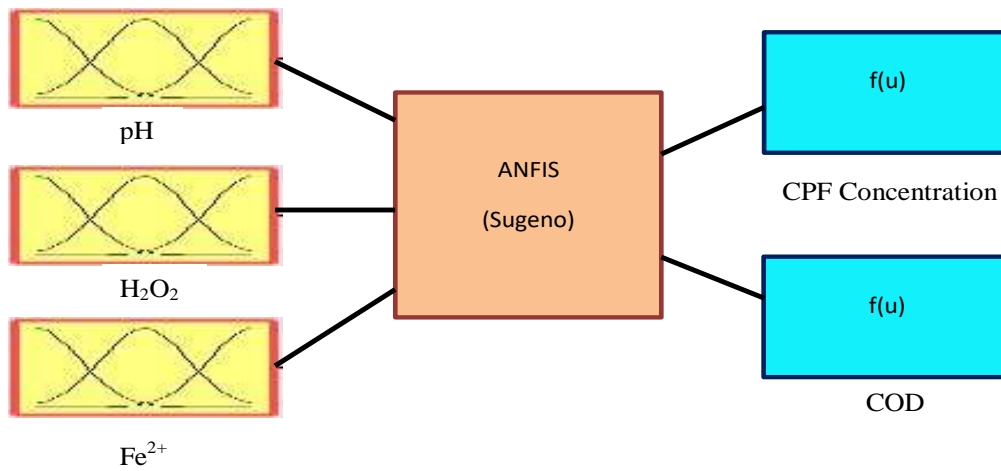 pH
H₂O₂
Fe²⁺
ANFIS
(Sugeno)
f(u)
CPF Concentration
f(u)
COD